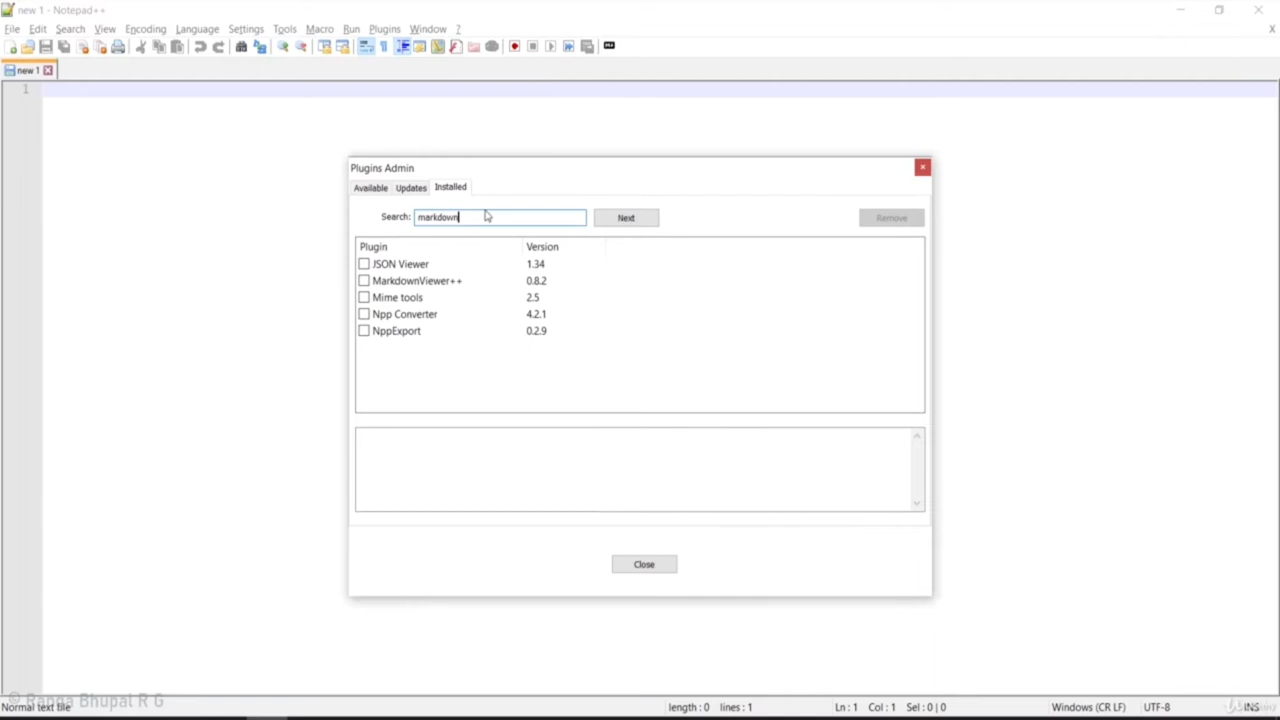 new 1 - Notepad++
File Edit Search View Encoding Language Settings Tools Macro Run Plugins Window ? X
new 1
1
Plugins Admin
Available Updates Installed
Search: markdown Next Remove
Plugin Version
JSON Viewer 1.34
MarkdownViewer++ 0.8.2
Mime tools 2.5
Npp Converter 4.2.1
NppExport 0.2.9
Close
© Ranga Bhupal R G
Normal text file length : 0 lines : 1 Ln : 1 Col : 1 Sel : 0 | 0 Windows (CR LF) UTF-8 INS